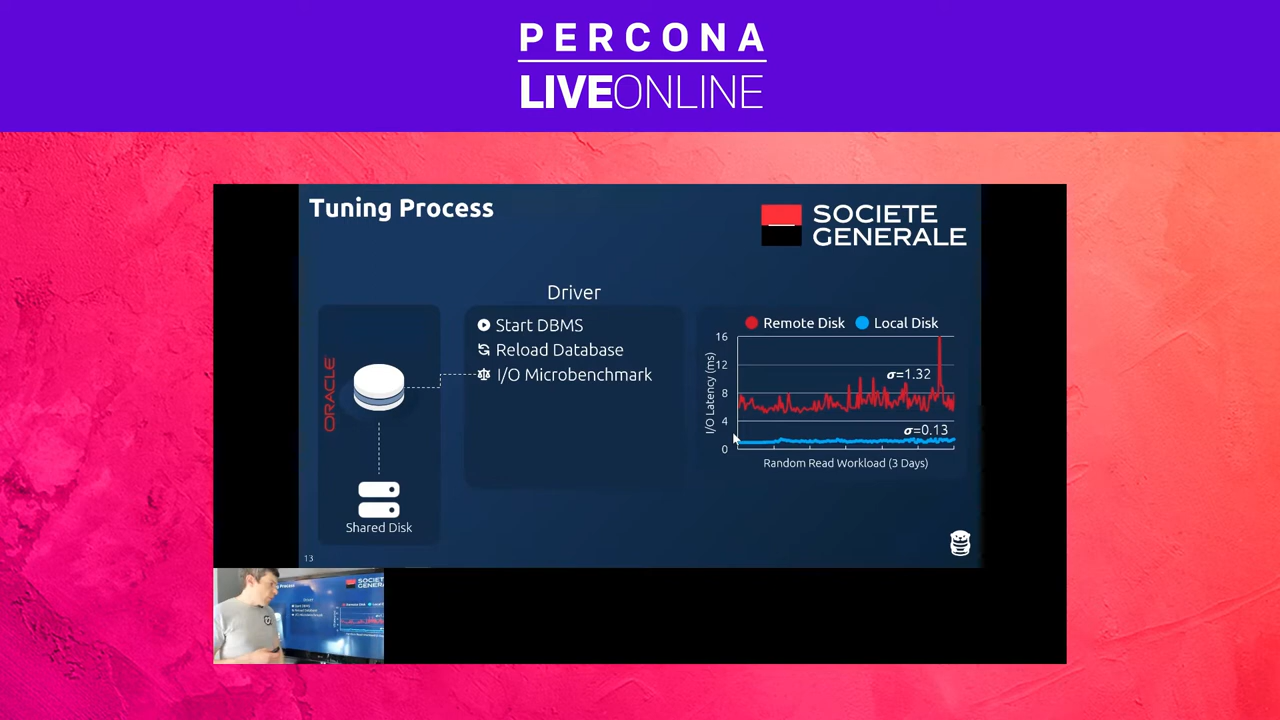 PERCONA
LIVEONLINE
Tuning Process
SOCIETE
GENERALE
Driver
Start DBMS
Reload Database
I/O Microbenchmark
ORACLE
Shared Disk
13
Remote Disk
Local Disk
I/O Latency (ms)
16
12
8
4
0
σ=1.32
σ=0.13
Random Read Workload (3 Days)